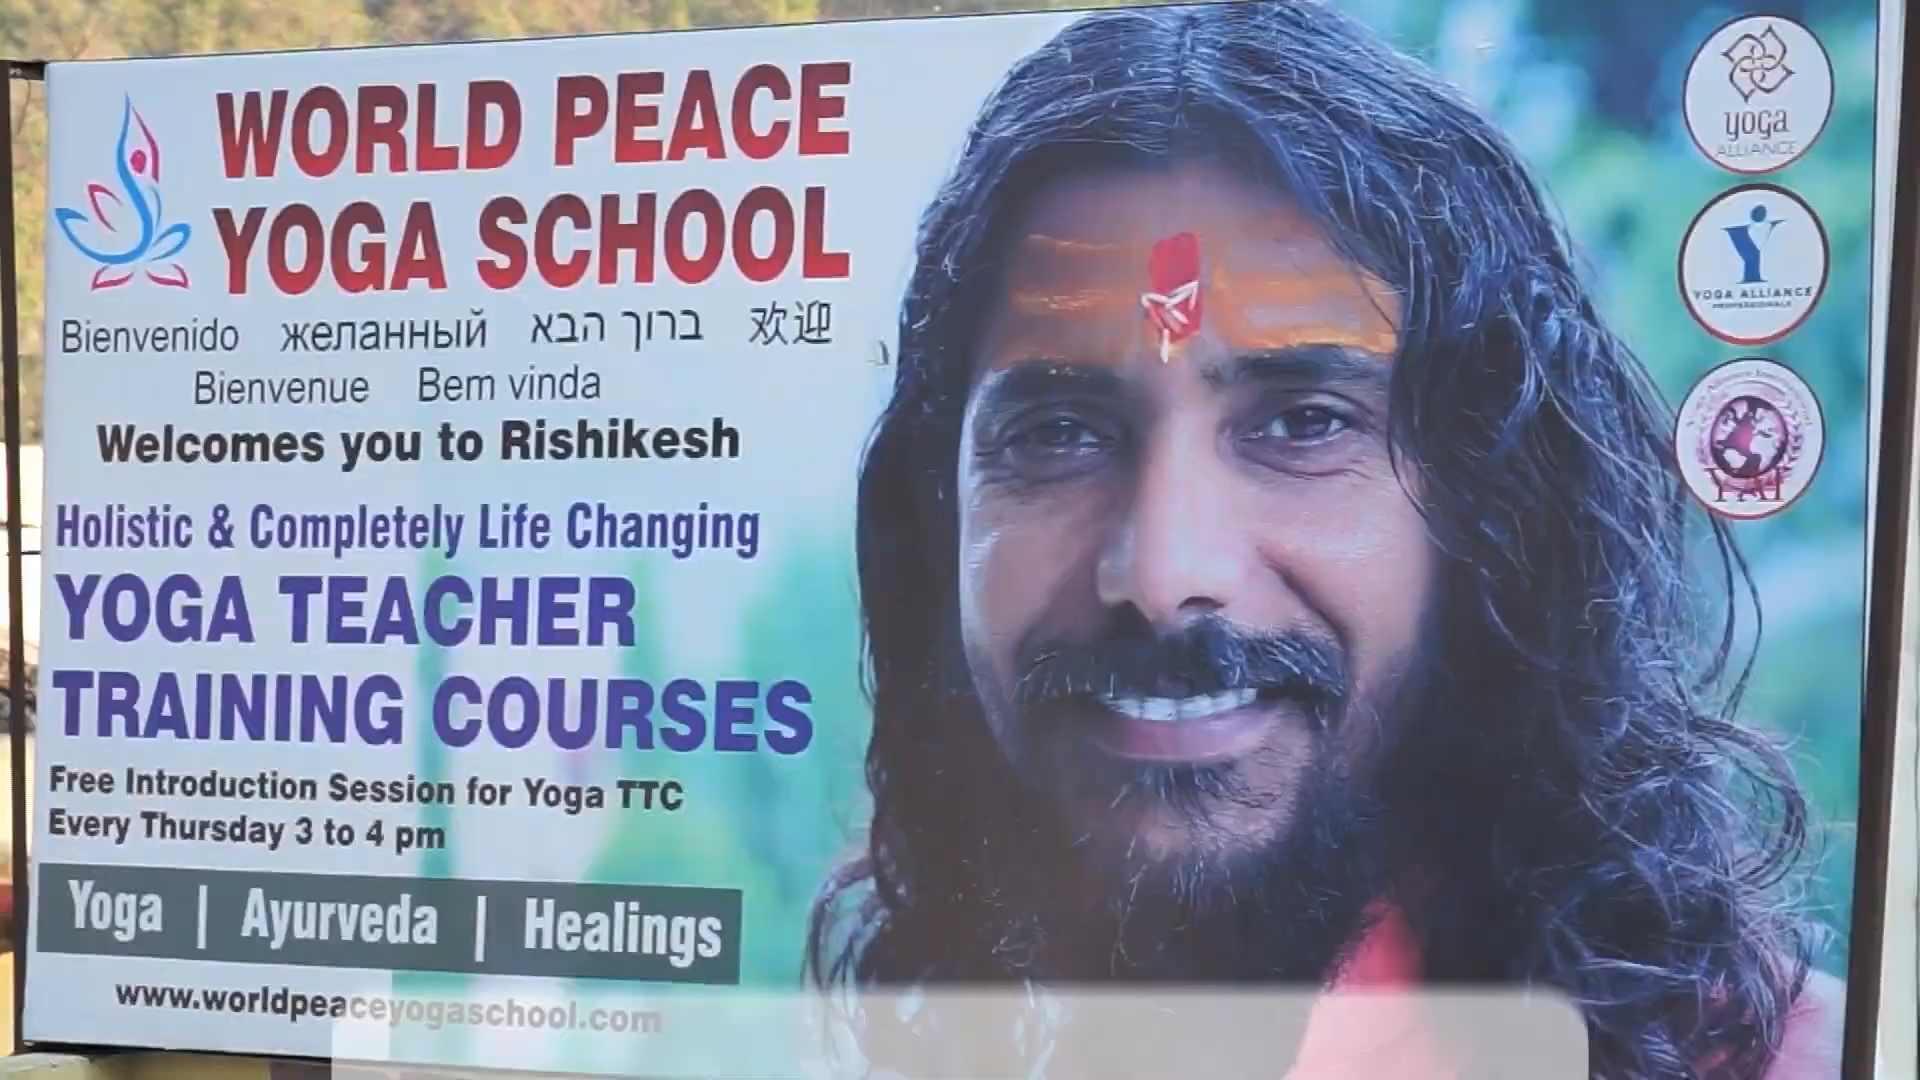 WORLD PEACE
YOGA SCHOOL
Bienvenido желанный ברוך הבא 欢迎
Bienvenue Bem vinda
Welcomes you to Rishikesh
Holistic & Completely Life Changing
YOGA TEACHER
TRAINING COURSES
Free Introduction Session for Yoga TTC
Every Thursday 3 to 4 pm
Yoga | Ayurveda | Healings
www.worldpeaceyogaschool.com
yoga
ALLIANCE
YOGA ALLIANCE
PROFESSIONALS
YAI